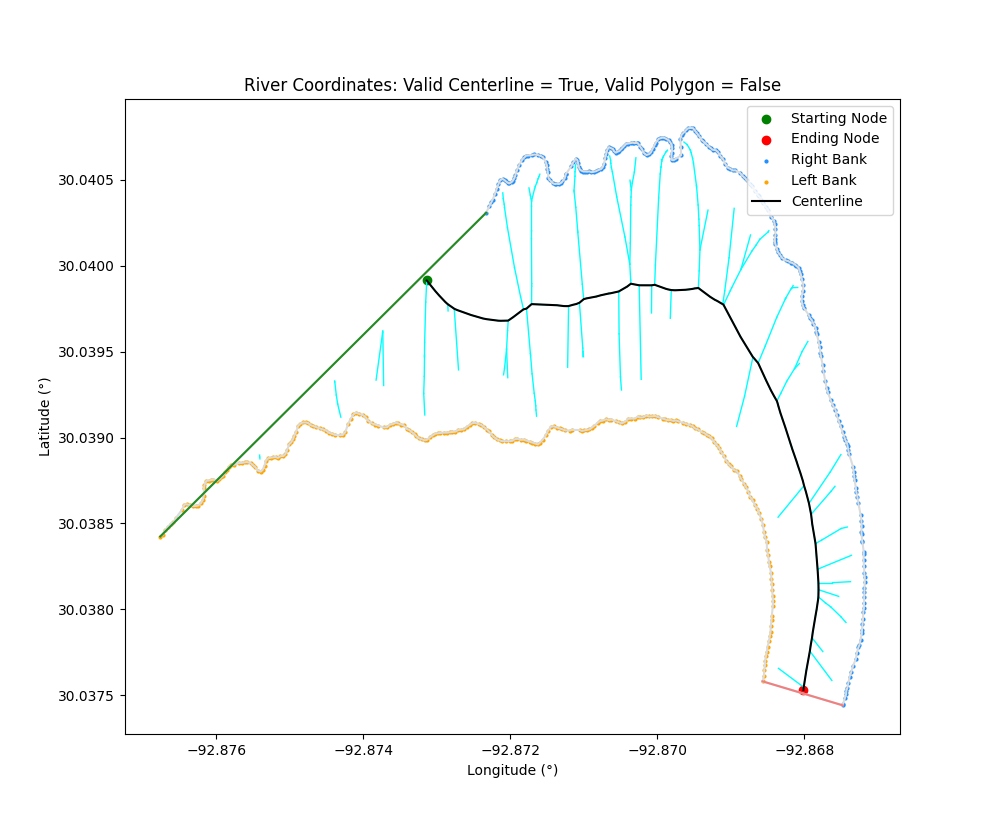 River Coordinates: Valid Centerline = True, Valid Polygon = False
Starting Node
Ending Node
Right Bank
Left Bank
Centerline
30.0405
30.0400
30.0395
30.0390
30.0385
30.0380
30.0375
Latitude (°)
−92.876
−92.874
−92.872
−92.870
−92.868
Longitude (°)